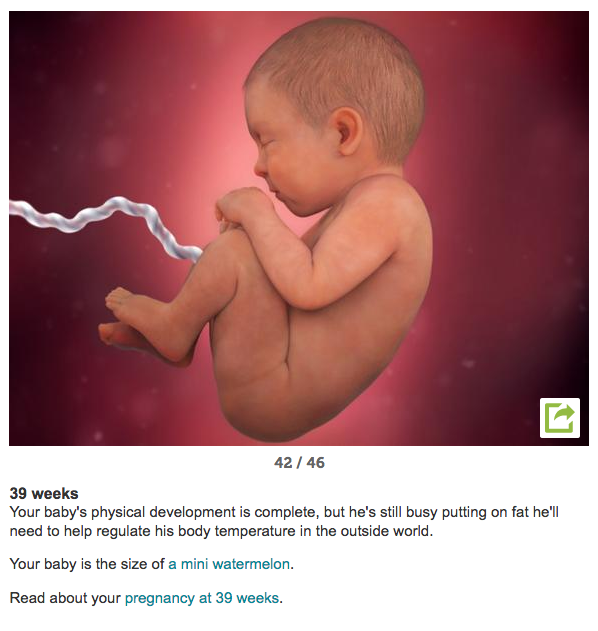 42 / 46
39 weeks
Your baby's physical development is complete, but he's still busy putting on fat he'll
need to help regulate his body temperature in the outside world.
Your baby is the size of a mini watermelon.
Read about your pregnancy at 39 weeks.